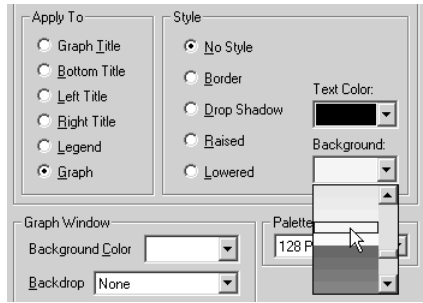 Apply To
Graph Title
Bottom Title
Left Title
Right Title
Legend
Graph
Style
No Style
Border
Drop Shadow
Raised
Lowered
Text Color:
Background:
Graph Window
Background Color
Backdrop None
Palette
128 P